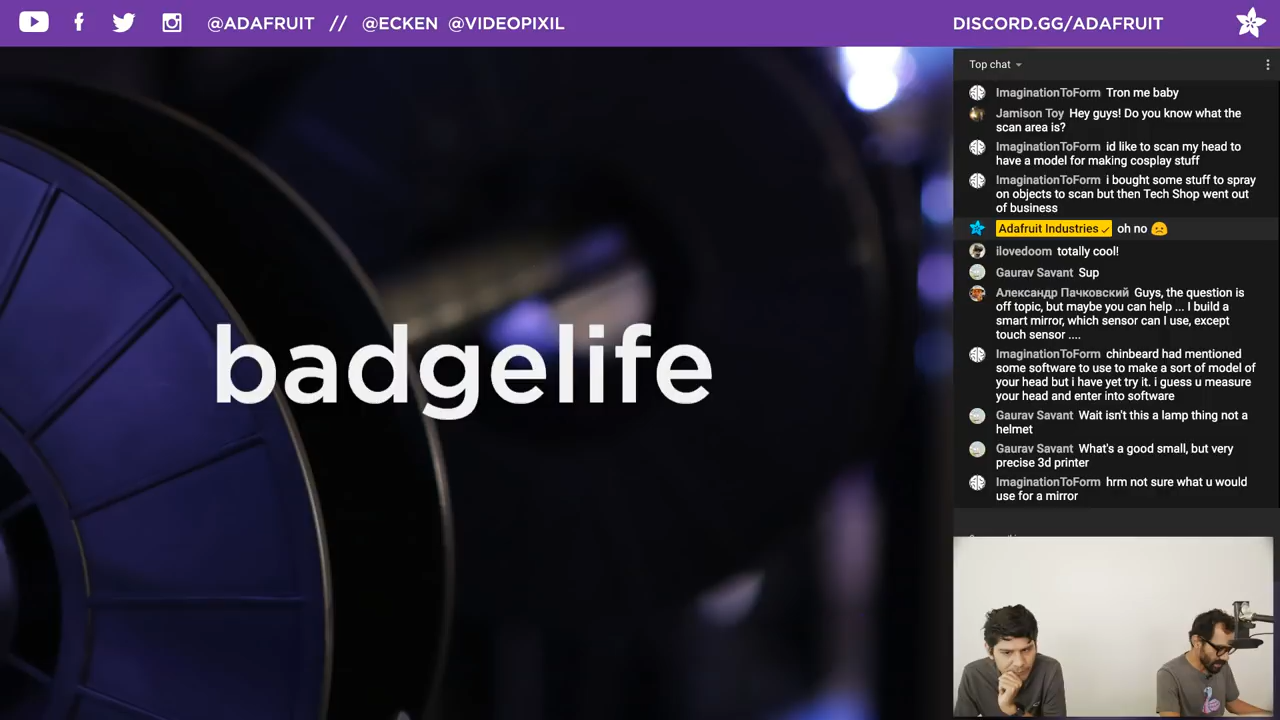 @ADAFRUIT // @ECKEN @VIDEOPIXIL
DISCORD.GG/ADAFRUIT
Top chat
ImaginationToForm Tron me baby
Jamison Toy Hey guys! Do you know what the
scan area is?
ImaginationToForm id like to scan my head to
have a model for making cosplay stuff
ImaginationToForm i bought some stuff to spray
on objects to scan but then Tech Shop went out
of business
Adafruit Industries oh no
ilovedoom totally cool!
Gaurav Savant Sup
Александр Пачковский Guys, the question is
off topic, but maybe you can help ... I build a
smart mirror, which sensor can I use, except
touch sensor ....
ImaginationToForm chinbeard had mentioned
some software to use to make a sort of model of
your head but i have yet try it. i guess u measure
your head and enter into software
Gaurav Savant Wait isn't this a lamp thing not a
helmet
Gaurav Savant What's a good small, but very
precise 3d printer
ImaginationToForm hrm not sure what u would
use for a mirror
badgelife